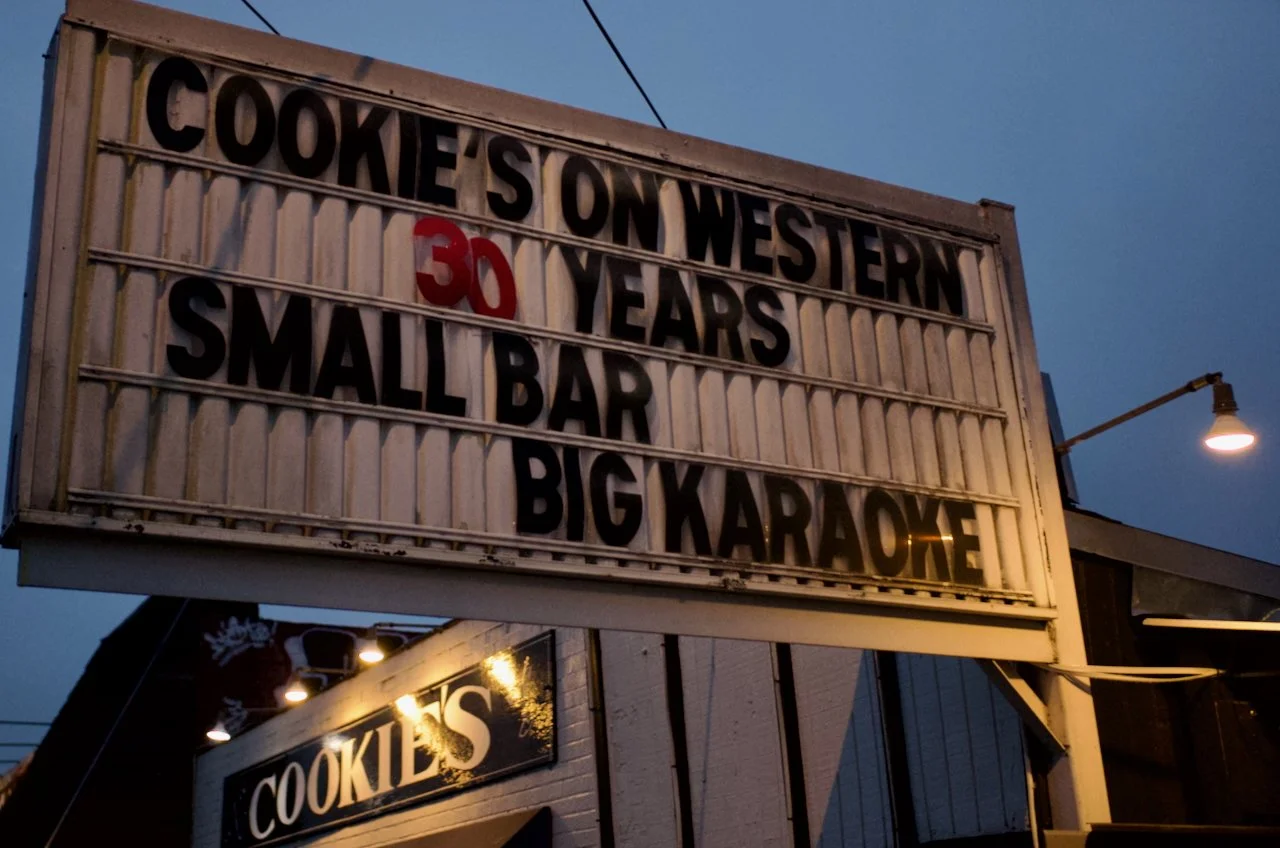 COOKIE'S ON WESTERN
30 YEARS
SMALL BAR
BIG KARAOKE
COOKIE'S